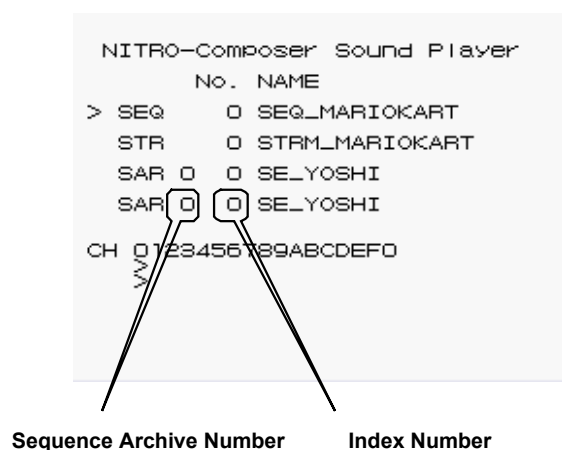 NITRO-Composer Sound Player
No. NAME
> SEQ 0 SEQ_MARIOKART
STR 0 STRM_MARIOKART
SAR 0 0 SE_YOSHI
SAR 0 0 SE_YOSHI
CH 0123456789ABCDEF0
>
>
Sequence Archive Number Index Number